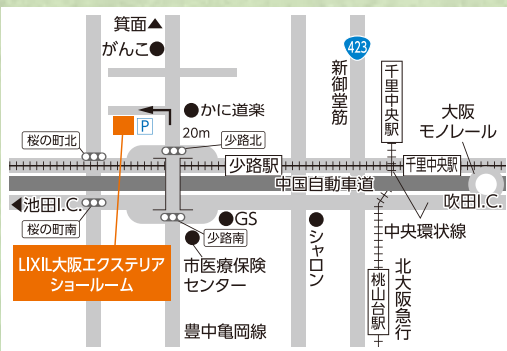 箕面▲
がんこ●
423
新御堂筋
千里中央駅
大阪
モノレール
●かに道楽
P
20m
桜の町北
少路北
少路駅
千里中央駅
中国自動車道
◀池田I.C.
吹田I.C.
桜の町南
●GS
少路南
中央環状線
LIXIL大阪エクステリア
ショールーム
市医療保険
センター
シャロン
桃山台駅
北大阪急行
豊中亀岡線